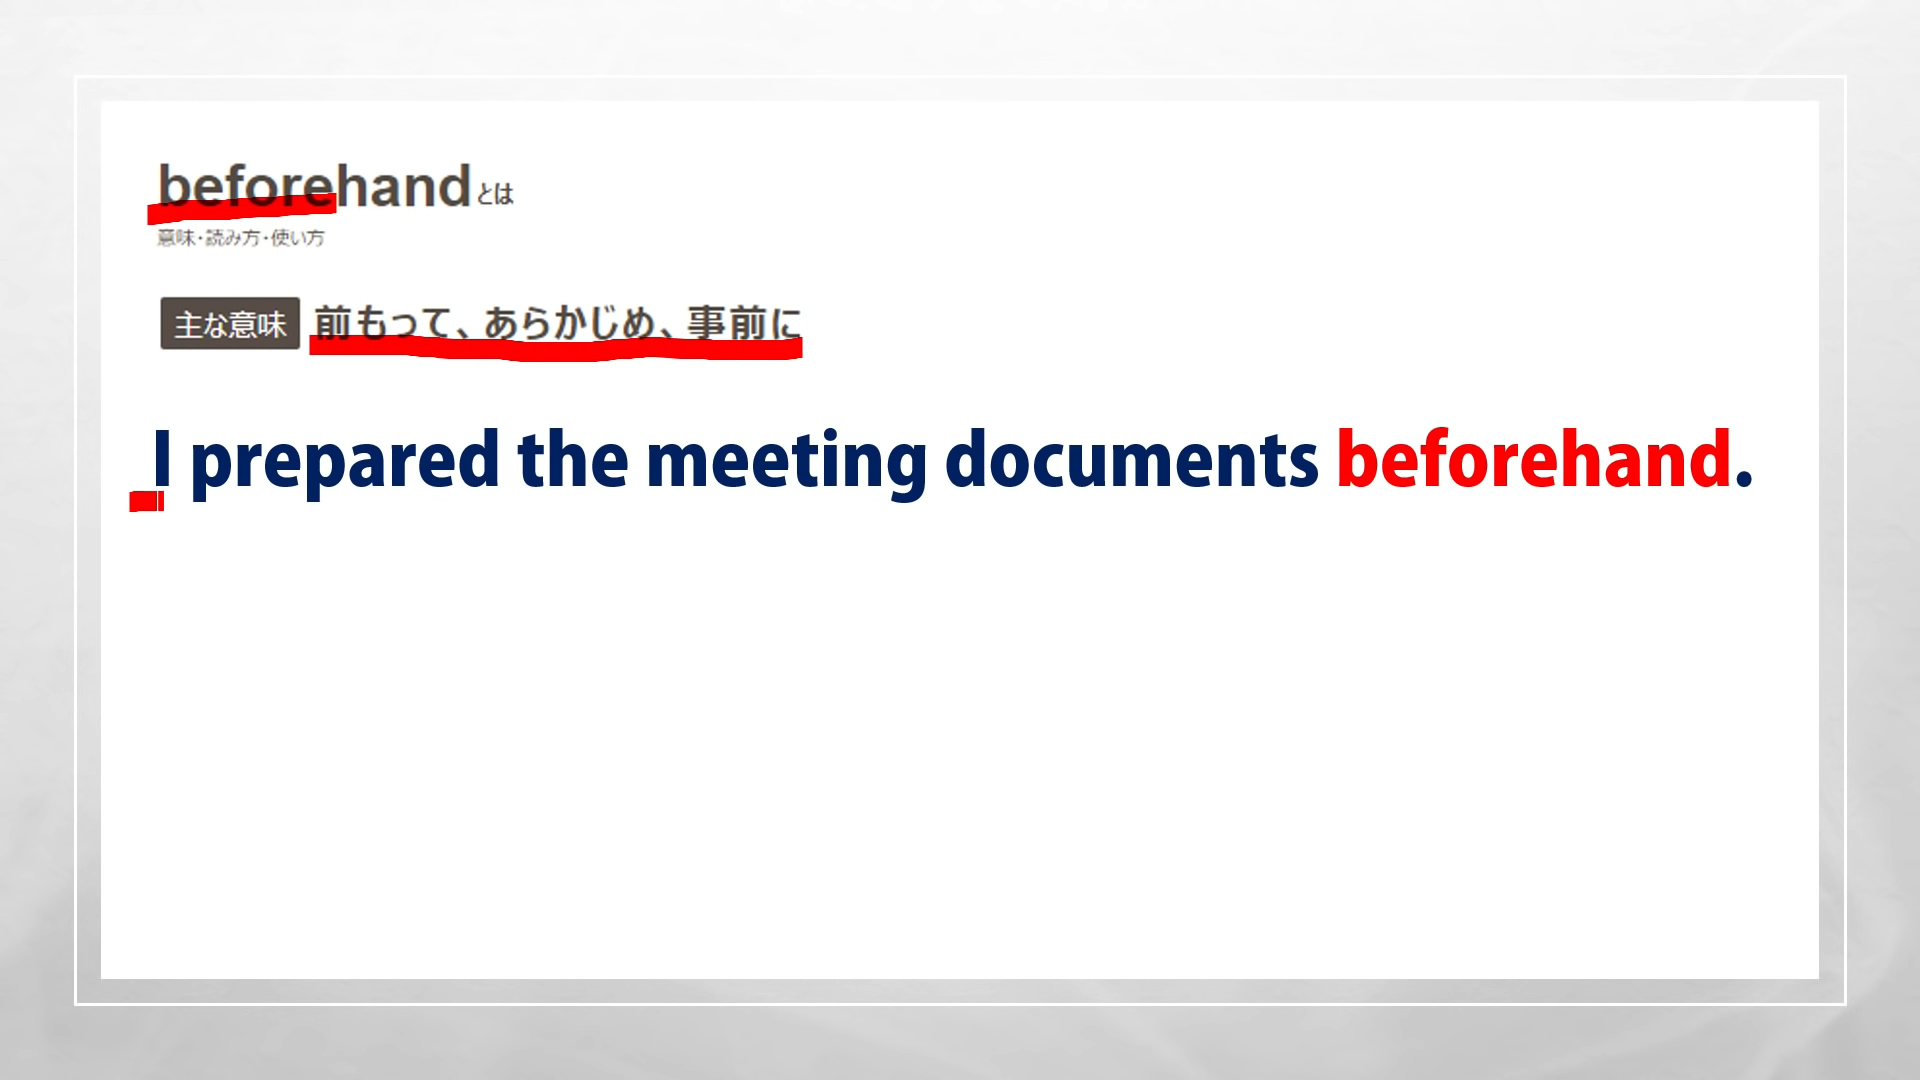 beforehandとは
意味・読み方・使い方
主な意味 前もって、あらかじめ、事前に
I prepared the meeting documents beforehand.